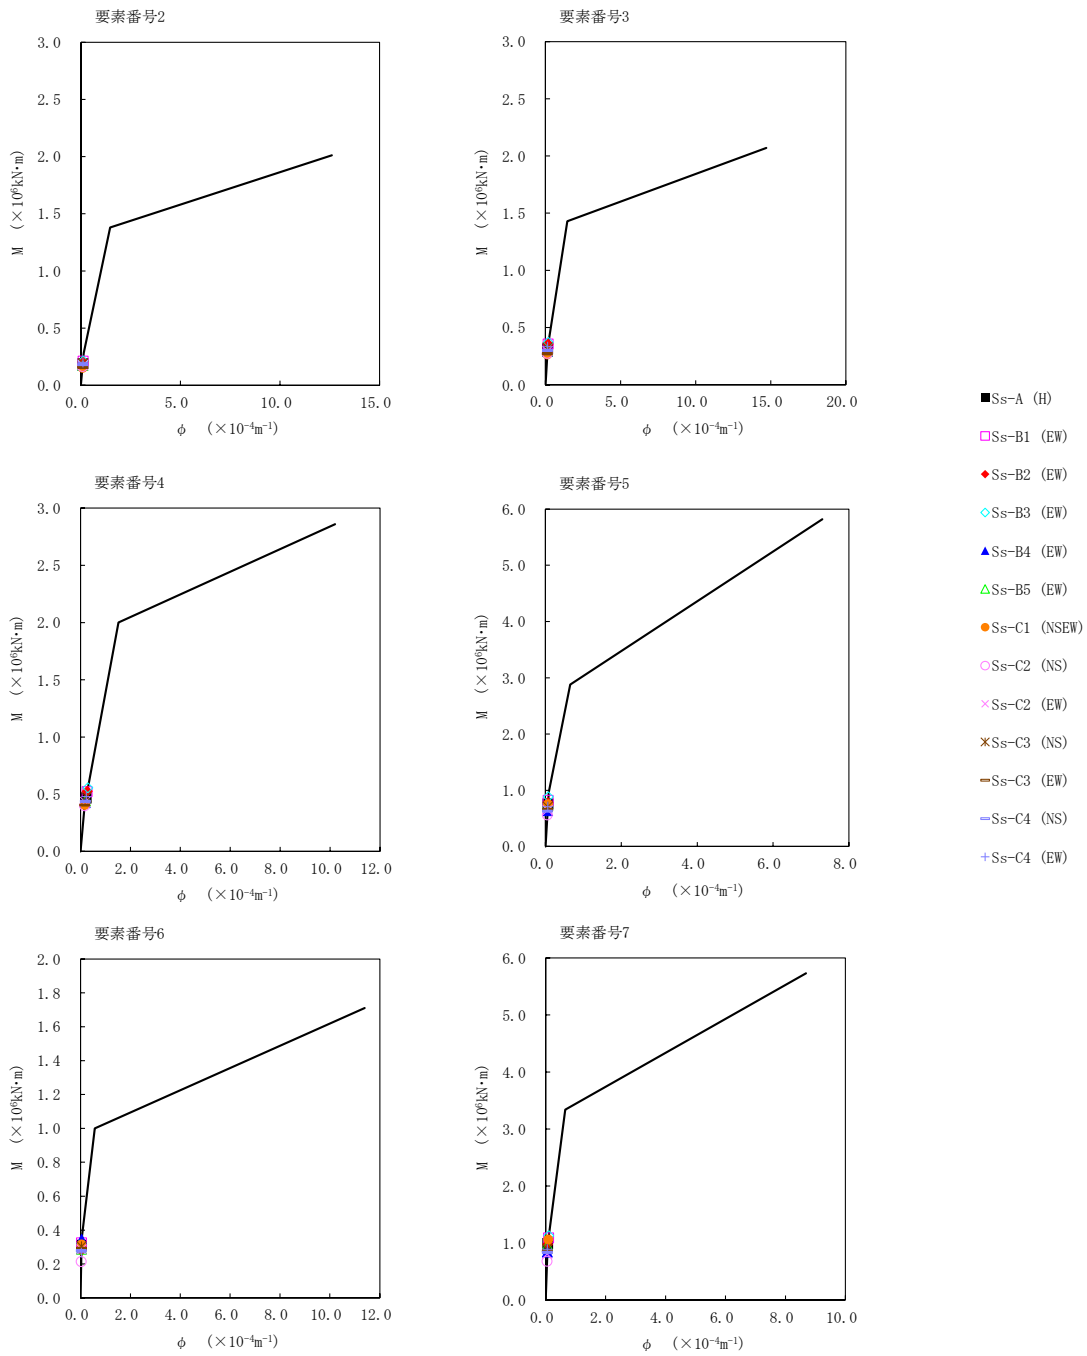 要素番号2
3.0
2.5
2.0
1.5
1.0
0.5
0.0
M (×10⁶kN･m)
0.0 5.0 10.0 15.0
φ (×10⁻⁴m⁻¹)
要素番号3
3.0
2.5
2.0
1.5
1.0
0.5
0.0
M (×10⁶kN･m)
0.0 5.0 10.0 15.0 20.0
φ (×10⁻⁴m⁻¹)
要素番号4
3.0
2.5
2.0
1.5
1.0
0.5
0.0
M (×10⁶kN･m)
0.0 2.0 4.0 6.0 8.0 10.0 12.0
φ (×10⁻⁴m⁻¹)
要素番号5
6.0
5.0
4.0
3.0
2.0
1.0
0.0
M (×10⁶kN･m)
0.0 2.0 4.0 6.0 8.0
φ (×10⁻⁴m⁻¹)
要素番号6
2.0
1.8
1.6
1.4
1.2
1.0
0.8
0.6
0.4
0.2
0.0
M (×10⁶kN･m)
0.0 2.0 4.0 6.0 8.0 10.0 12.0
φ (×10⁻⁴m⁻¹)
要素番号7
6.0
5.0
4.0
3.0
2.0
1.0
0.0
M (×10⁶kN･m)
0.0 2.0 4.0 6.0 8.0 10.0
φ (×10⁻⁴m⁻¹)
Ss-A (H)
Ss-B1 (EW)
Ss-B2 (EW)
Ss-B3 (EW)
Ss-B4 (EW)
Ss-B5 (EW)
Ss-C1 (NSEW)
Ss-C2 (NS)
Ss-C2 (EW)
Ss-C3 (NS)
Ss-C3 (EW)
Ss-C4 (NS)
Ss-C4 (EW)